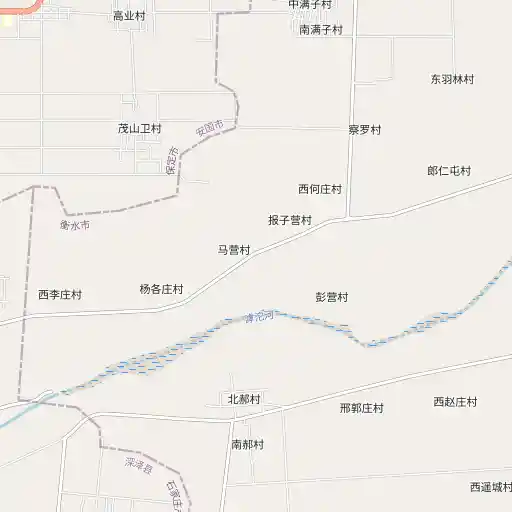 中满子村
高业村
南满子村
东羽林村
茂山卫村
安国市
察罗村
保定市
郎仁屯村
西何庄村
报子营村
衡水市
马营村
杨各庄村
西李庄村
彭营村
滹沱河
北郝村
西赵庄村
邢郭庄村
南郝村
深泽县
石家庄
西遥城村